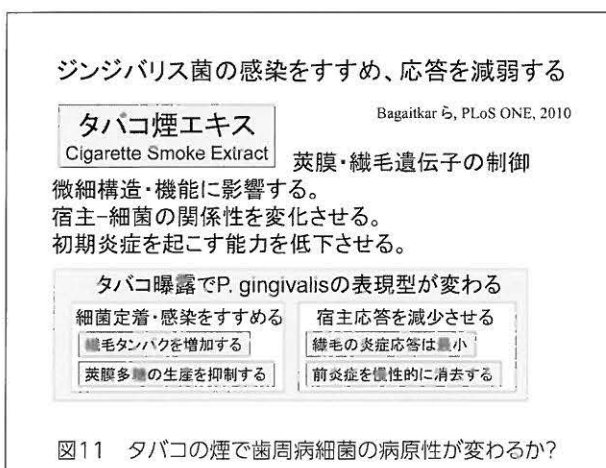 ジンジバリス菌の感染をすすめ、応答を減弱する
Bagaitkar ら, PLoS ONE, 2010
タバコ煙エキス
Cigarette Smoke Extract
莢膜・繊毛遺伝子の制御
微細構造・機能に影響する。
宿主−細菌の関係性を変化させる。
初期炎症を起こす能力を低下させる。
タバコ曝露でP. gingivalisの表現型が変わる
細菌定着・感染をすすめる
繊毛タンパクを増加する
莢膜多糖の生産を抑制する
宿主応答を減少させる
繊毛の炎症応答は最小
前炎症を慢性的に消去する
図11 タバコの煙で歯周病細菌の病原性が変わるか?